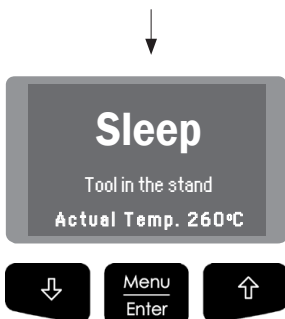 Sleep
Tool in the stand
Actual Temp. 260ºC
Menu
Enter